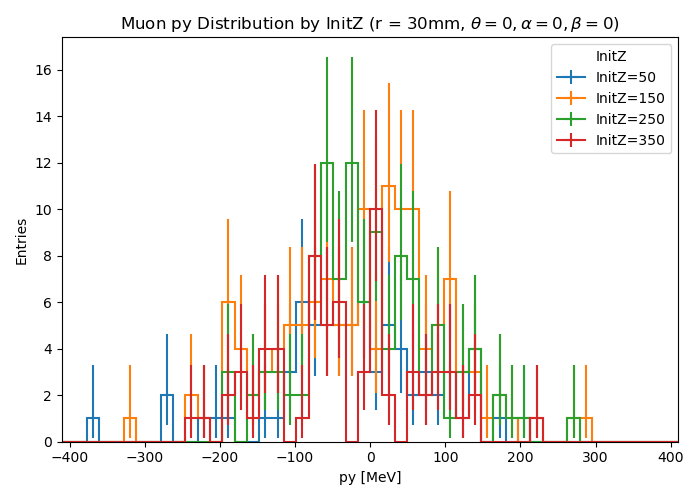 Muon py Distribution by InitZ (r = 30mm, θ = 0, α = 0, β = 0)
InitZ
InitZ=50
InitZ=150
InitZ=250
InitZ=350
Entries
16
14
12
10
8
6
4
2
0
−400 −300 −200 −100 0 100 200 300 400
py [MeV]